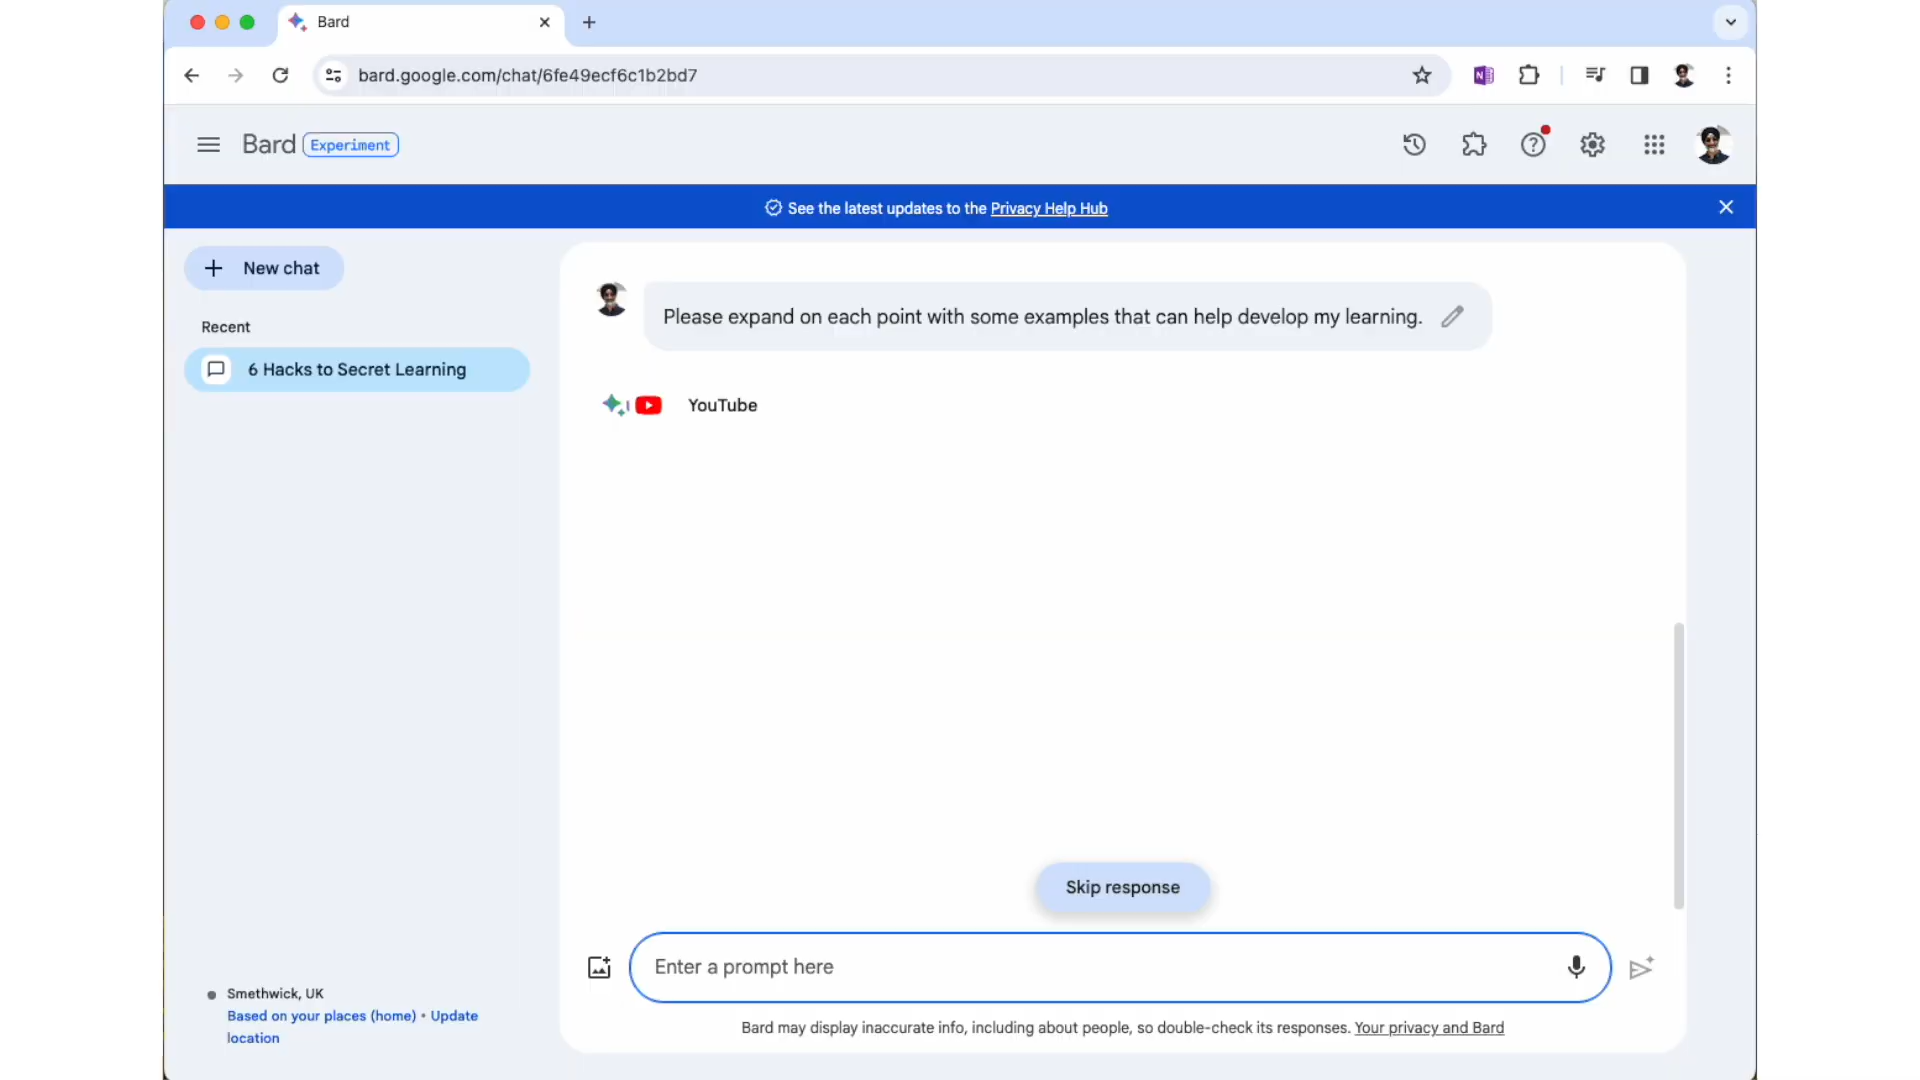 Bard
bard.google.com/chat/6fe49ecf6c1b2bd7
Bard Experiment
See the latest updates to the Privacy Help Hub
New chat
Recent
6 Hacks to Secret Learning
Please expand on each point with some examples that can help develop my learning.
YouTube
Skip response
Enter a prompt here
Smethwick, UK
Based on your places (home) • Update
location
Bard may display inaccurate info, including about people, so double-check its responses. Your privacy and Bard